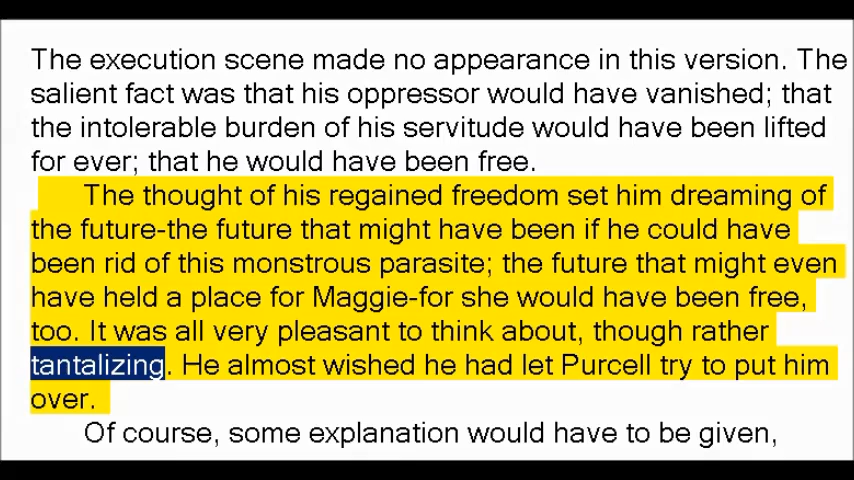 The execution scene made no appearance in this version. The
salient fact was that his oppressor would have vanished; that
the intolerable burden of his servitude would have been lifted
for ever; that he would have been free.
The thought of his regained freedom set him dreaming of
the future-the future that might have been if he could have
been rid of this monstrous parasite; the future that might even
have held a place for Maggie-for she would have been free,
too. It was all very pleasant to think about, though rather
tantalizing. He almost wished he had let Purcell try to put him
over.
Of course, some explanation would have to be given,